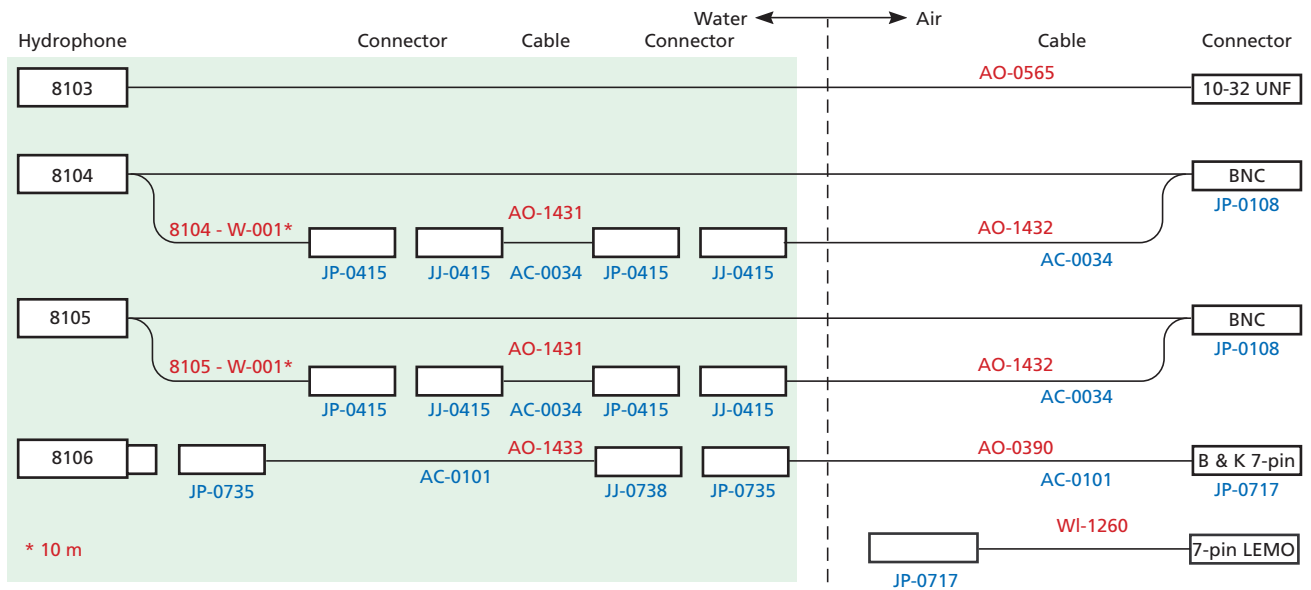 Water Air
Hydrophone Connector Cable Connector Cable Connector
8103 AO-0565 10-32 UNF
8104 BNC
JP-0108
8104 - W-001* AO-1431 AO-1432
JP-0415 JJ-0415 AC-0034 JP-0415 JJ-0415 AC-0034
8105 BNC
JP-0108
8105 - W-001* AO-1431 AO-1432
JP-0415 JJ-0415 AC-0034 JP-0415 JJ-0415 AC-0034
8106 AO-1433 AO-0390 B & K 7-pin
JP-0735 AC-0101 JJ-0738 JP-0735 AC-0101 JP-0717
* 10 m WI-1260 7-pin LEMO
JP-0717